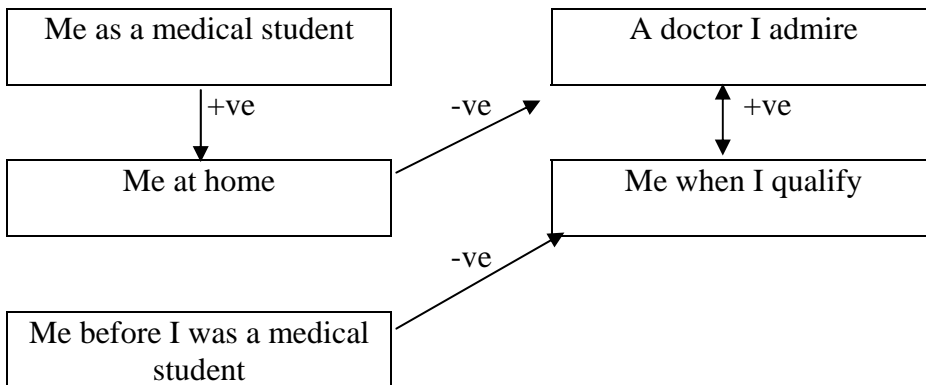 Me as a medical student
A doctor I admire
+ve
-ve
+ve
Me at home
Me when I qualify
-ve
Me before I was a medical
student